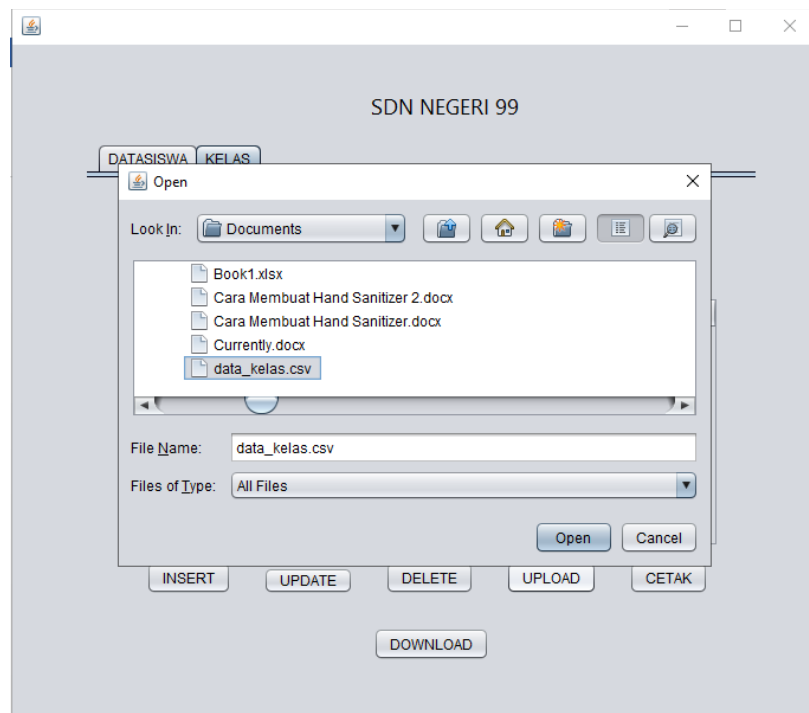 SDN NEGERI 99
DATASISWA KELAS
Open
Look In: Documents
Book1.xlsx
Cara Membuat Hand Sanitizer 2.docx
Cara Membuat Hand Sanitizer.docx
Currently.docx
data_kelas.csv
File Name: data_kelas.csv
Files of Type: All Files
Open Cancel
INSERT UPDATE DELETE UPLOAD CETAK
DOWNLOAD